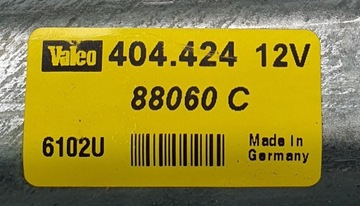 Valeo 404.424 12V
88060 C
6102U Made In
Germany